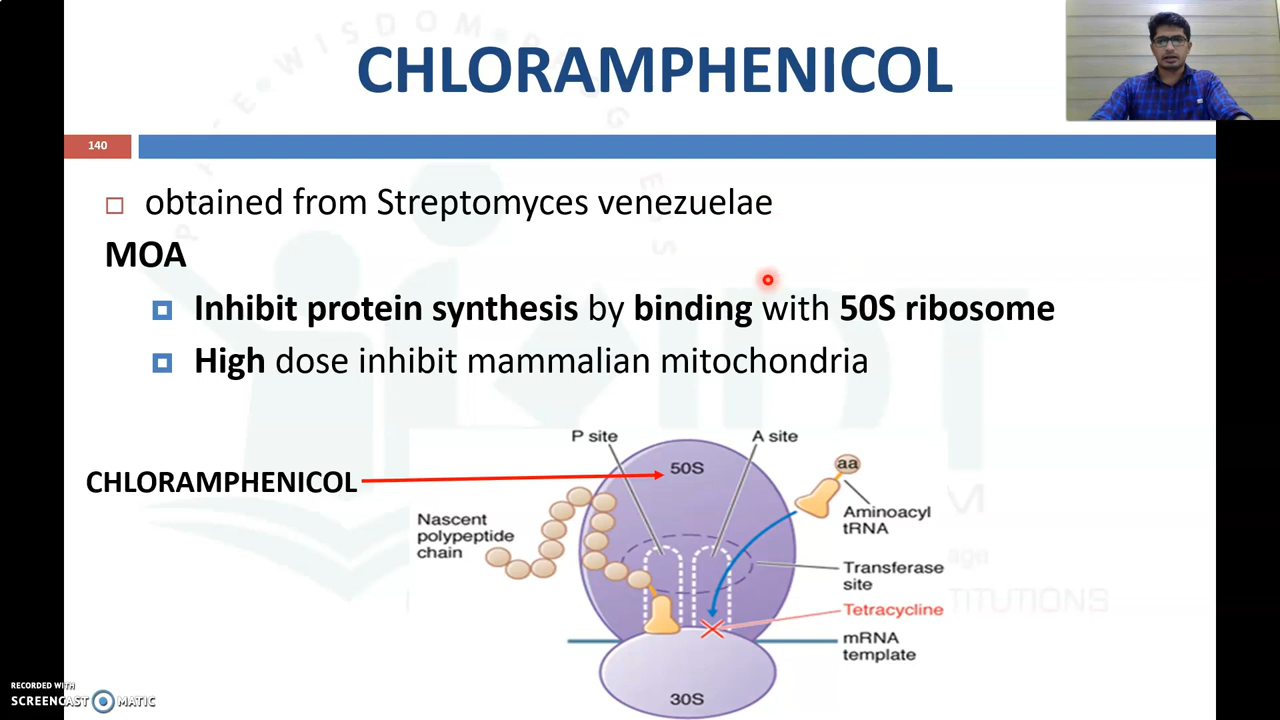 CHLORAMPHENICOL
140
obtained from Streptomyces venezuelae
MOA
Inhibit protein synthesis by binding with 50S ribosome
High dose inhibit mammalian mitochondria
P site
A site
50S
aa
CHLORAMPHENICOL
Aminoacyl
tRNA
Nascent
polypeptide
chain
Transferase
site
Tetracycline
mRNA
template
30S
RECORDED WITH
SCREENCAST MATIC
WISDOM
TITUTIONS